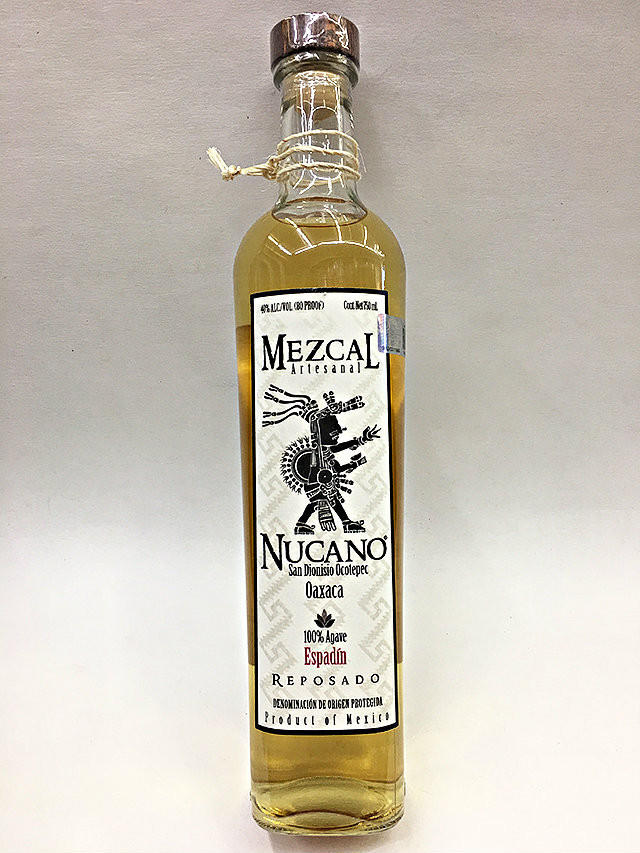 40% ALC/VOL (80 PROOF) Cont. Net 750 mL
MEZCAL
Artesanal
NUCANO®
San Dionisio Ocotepec
Oaxaca
100% Agave
Espadín
REPOSADO
DENOMINACIÓN DE ORIGEN PROTEGIDA
Product of Mexico